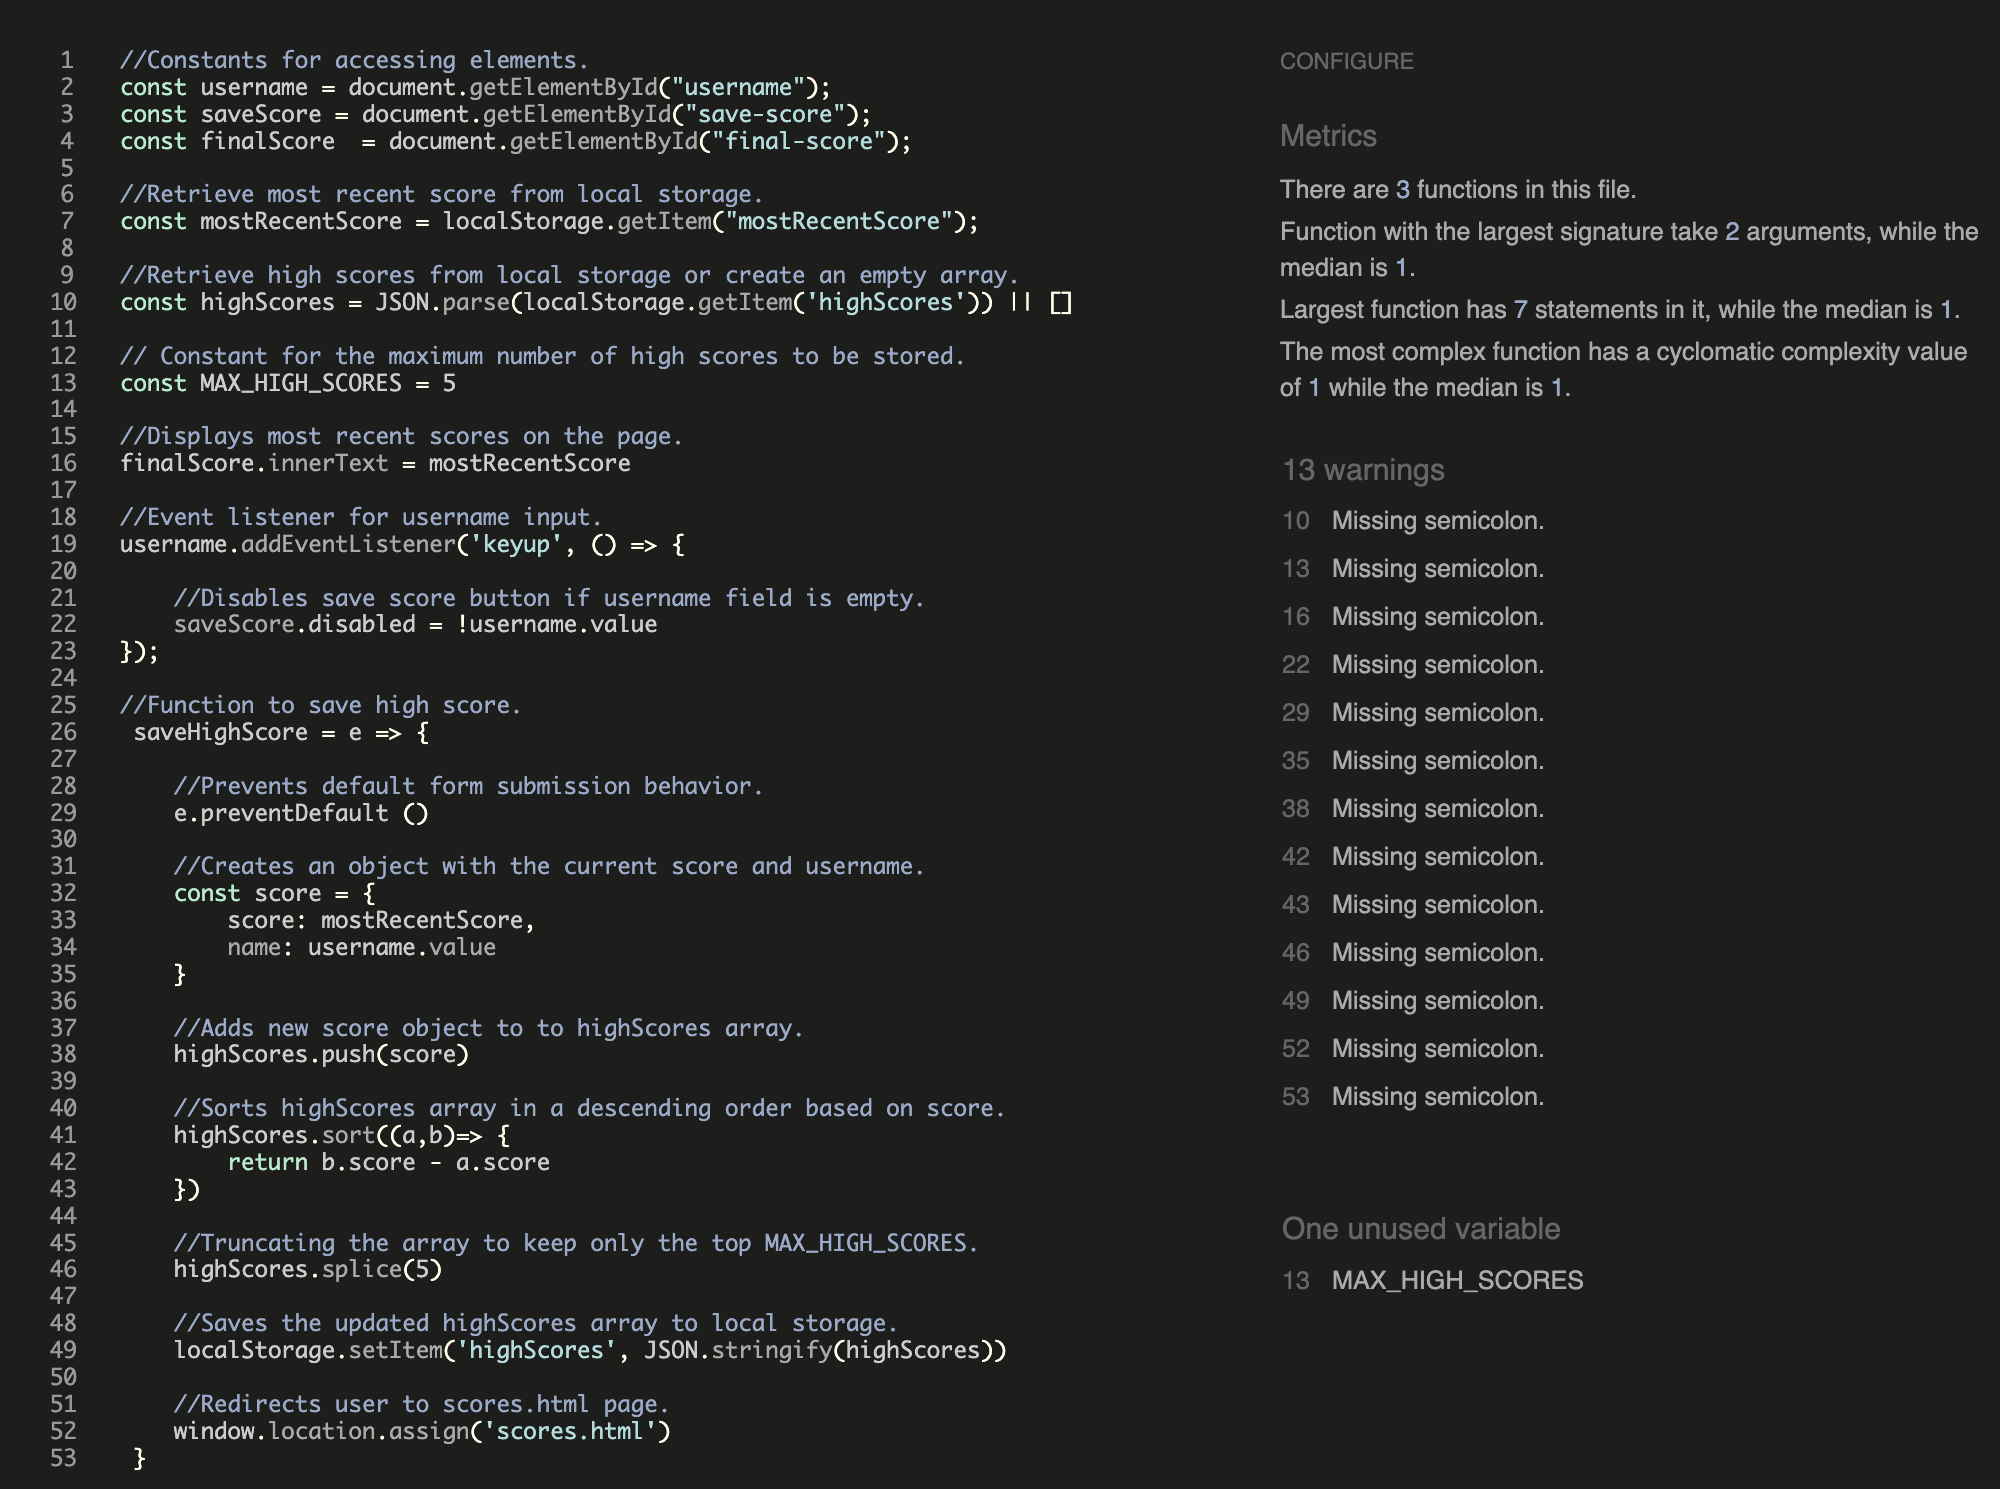 1 //Constants for accessing elements.
2 const username = document.getElementById("username");
3 const saveScore = document.getElementById("save-score");
4 const finalScore  = document.getElementById("final-score");
5
6 //Retrieve most recent score from local storage.
7 const mostRecentScore = localStorage.getItem("mostRecentScore");
8
9 //Retrieve high scores from local storage or create an empty array.
10 const highScores = JSON.parse(localStorage.getItem('highScores')) || []
11
12 // Constant for the maximum number of high scores to be stored.
13 const MAX_HIGH_SCORES = 5
14
15 //Displays most recent scores on the page.
16 finalScore.innerText = mostRecentScore
17
18 //Event listener for username input.
19 username.addEventListener('keyup', () => {
20
21     //Disables save score button if username field is empty.
22     saveScore.disabled = !username.value
23 });
24
25 //Function to save high score.
26  saveHighScore = e => {
27
28     //Prevents default form submission behavior.
29     e.preventDefault ()
30
31     //Creates an object with the current score and username.
32     const score = {
33         score: mostRecentScore,
34         name: username.value
35     }
36
37     //Adds new score object to to highScores array.
38     highScores.push(score)
39
40     //Sorts highScores array in a descending order based on score.
41     highScores.sort((a,b)=> {
42         return b.score - a.score
43     })
44
45     //Truncating the array to keep only the top MAX_HIGH_SCORES.
46     highScores.splice(5)
47
48     //Saves the updated highScores array to local storage.
49     localStorage.setItem('highScores', JSON.stringify(highScores))
50
51     //Redirects user to scores.html page.
52     window.location.assign('scores.html')
53  }
CONFIGURE
Metrics
There are 3 functions in this file.
Function with the largest signature take 2 arguments, while the
median is 1.
Largest function has 7 statements in it, while the median is 1.
The most complex function has a cyclomatic complexity value
of 1 while the median is 1.
13 warnings
10 Missing semicolon.
13 Missing semicolon.
16 Missing semicolon.
22 Missing semicolon.
29 Missing semicolon.
35 Missing semicolon.
38 Missing semicolon.
42 Missing semicolon.
43 Missing semicolon.
46 Missing semicolon.
49 Missing semicolon.
52 Missing semicolon.
53 Missing semicolon.
One unused variable
13 MAX_HIGH_SCORES